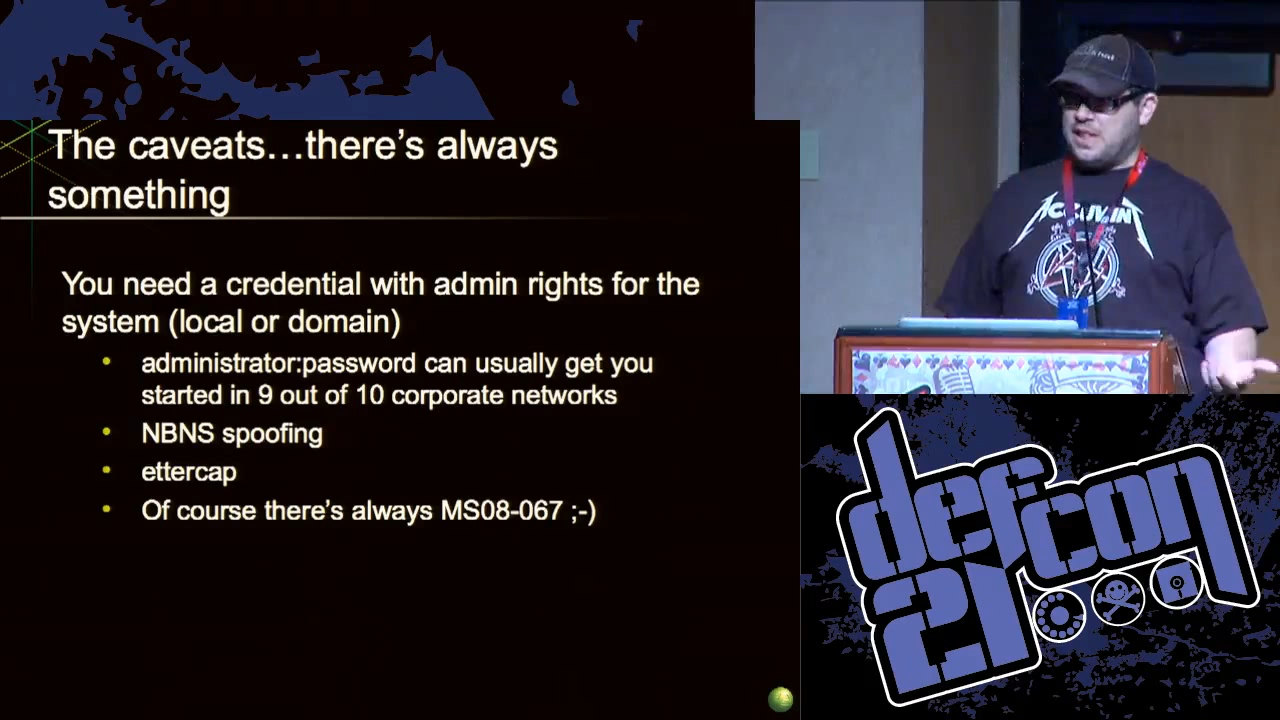 The caveats…there’s always
something
You need a credential with admin rights for the
system (local or domain)
• administrator:password can usually get you
started in 9 out of 10 corporate networks
• NBNS spoofing
• ettercap
• Of course there’s always MS08-067 ;-)
ACCUVANT
defcon
21